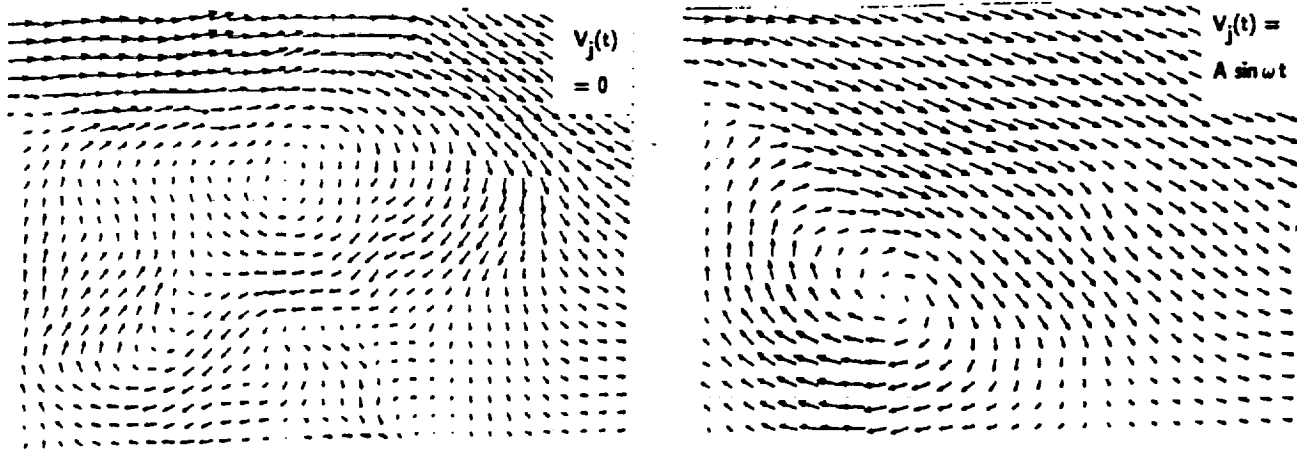 V_j(t)
= 0
V_j(t) =
A sin ω t